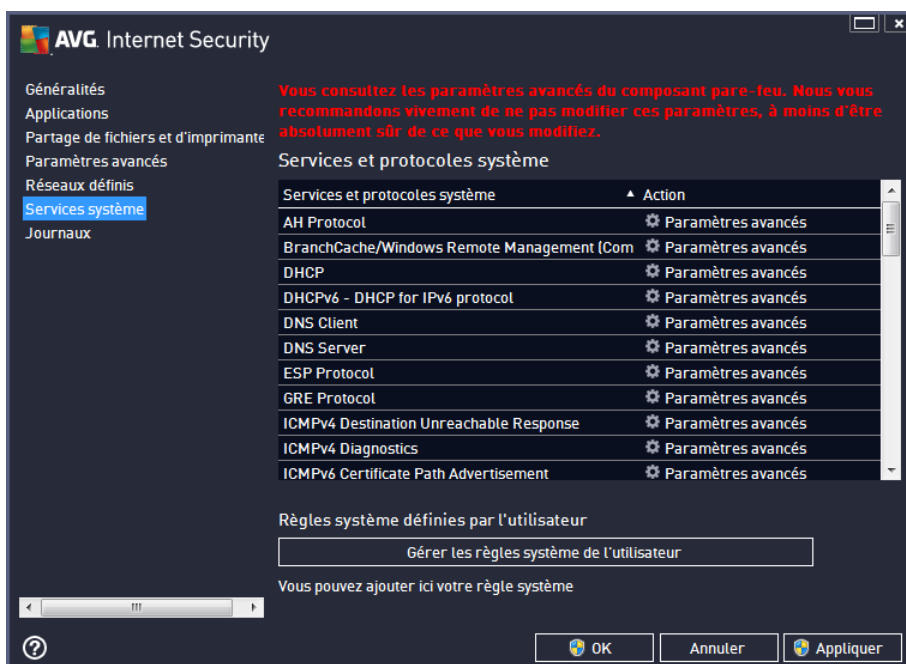 AVG. Internet Security
Généralités
Applications
Partage de fichiers et d'imprimante
Paramètres avancés
Réseaux définis
Services système
Journaux
Vous consultez les paramètres avancés du composant pare-feu. Nous vous
recommandons vivement de ne pas modifier ces paramètres, à moins d'être
absolument sûr de ce que vous modifiez.
Services et protocoles système
Services et protocoles système Action
AH Protocol Paramètres avancés
BranchCache/Windows Remote Management (Com Paramètres avancés
DHCP Paramètres avancés
DHCPv6 - DHCP for IPv6 protocol Paramètres avancés
DNS Client Paramètres avancés
DNS Server Paramètres avancés
ESP Protocol Paramètres avancés
GRE Protocol Paramètres avancés
ICMPv4 Destination Unreachable Response Paramètres avancés
ICMPv4 Diagnostics Paramètres avancés
ICMPv6 Certificate Path Advertisement Paramètres avancés
Règles système définies par l'utilisateur
Gérer les règles système de l'utilisateur
Vous pouvez ajouter ici votre règle système
OK Annuler Appliquer